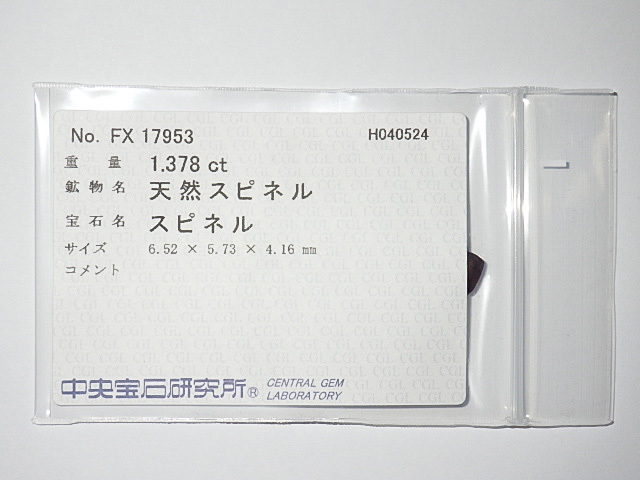 No. FX 17953 H040524
重量 1.378 ct
鉱物名 天然スピネル
宝石名 スピネル
サイズ 6.52 × 5.73 × 4.16 mm
コメント
中央宝石研究所® CENTRAL GEM LABORATORY